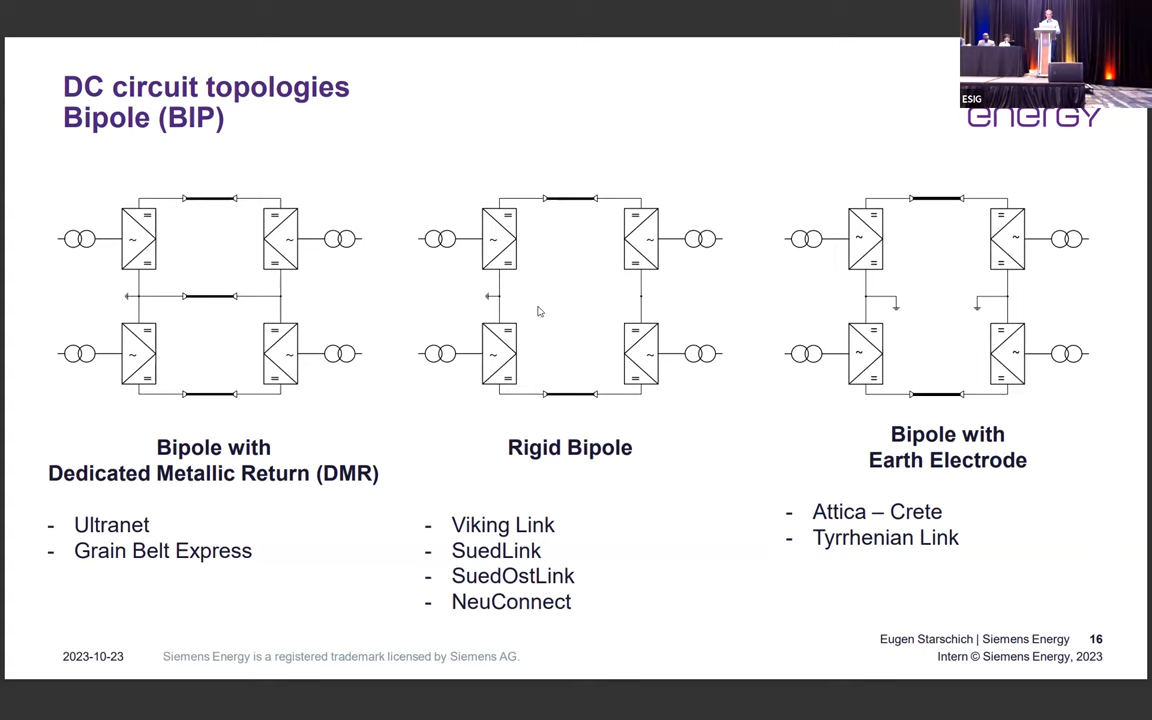 DC circuit topologies
Bipole (BIP)
ESIG
energy
Bipole with
Dedicated Metallic Return (DMR)
- Ultranet
- Grain Belt Express
Rigid Bipole
- Viking Link
- SuedLink
- SuedOstLink
- NeuConnect
Bipole with
Earth Electrode
- Attica – Crete
- Tyrrhenian Link
Eugen Starschich | Siemens Energy 16
2023-10-23 Siemens Energy is a registered trademark licensed by Siemens AG. Intern © Siemens Energy, 2023